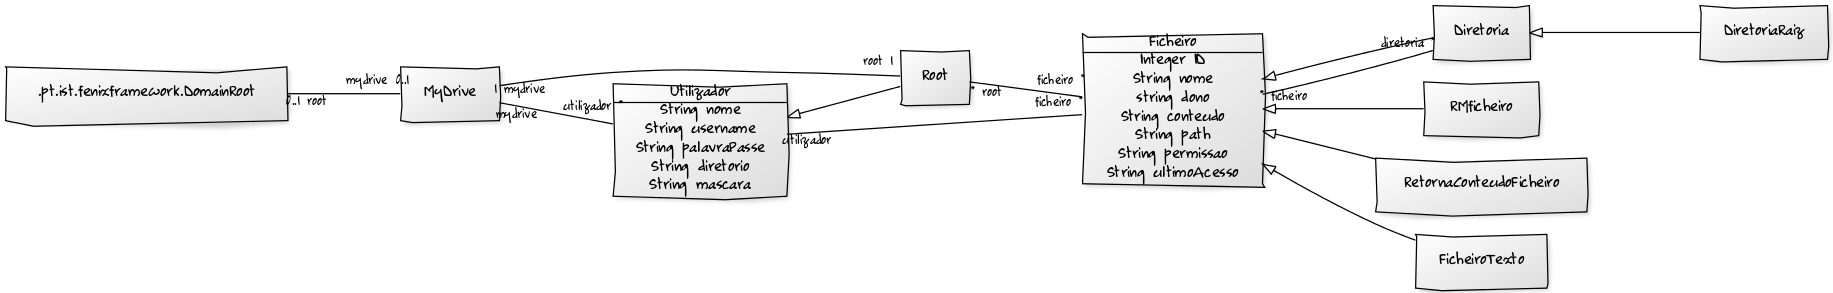 .pt.ist.fenixframework.DomainRoot
0..1 root
mydrive 0..1
MyDrive
1 mydrive
mydrive
utilizador *
Utilizador
String nome
String username
String palavraPasse
String diretorio
String mascara
utilizador
root 1
Root
* root
ficheiro *
ficheiro *
Ficheiro
Integer ID
String nome
string dono
String conteudo
String path
String permissao
String ultimoAcesso
diretoria *
* ficheiro
Diretoria
DiretoriaRaiz
RMficheiro
RetornaConteudoFicheiro
FicheiroTexto